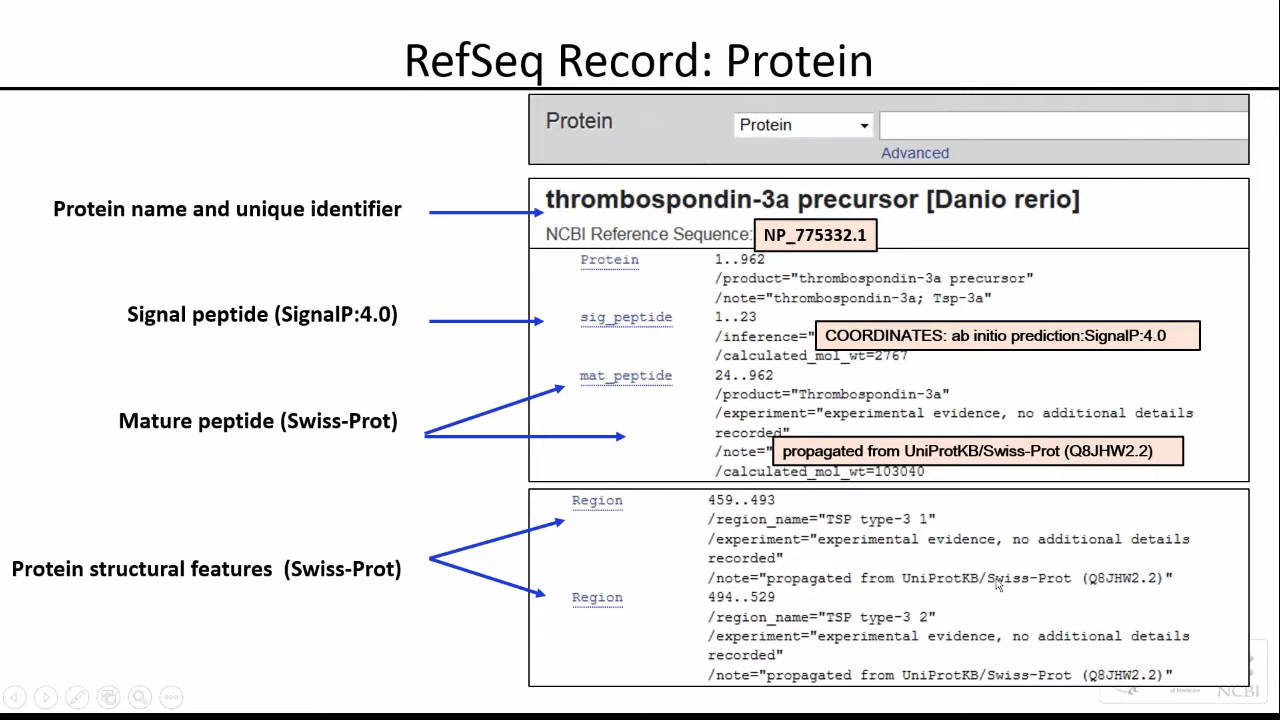 RefSeq Record: Protein
Protein
Protein
Advanced
Protein name and unique identifier
thrombospondin-3a precursor [Danio rerio]
NCBI Reference Sequence: NP_775332.1
Protein 1..962
/product="thrombospondin-3a precursor"
/note="thrombospondin-3a; Tsp-3a"
Signal peptide (SignalP:4.0)
sig_peptide 1..23
/inference=" COORDINATES: ab initio prediction:SignalP:4.0
/calculated_mol_wt=2767
Mature peptide (Swiss-Prot)
mat_peptide 24..962
/product="Thrombospondin-3a"
/experiment="experimental evidence, no additional details
recorded"
/note=" propagated from UniProtKB/Swiss-Prot (Q8JHW2.2)
/calculated_mol_wt=103040
Protein structural features (Swiss-Prot)
Region 459..493
/region_name="TSP type-3 1"
/experiment="experimental evidence, no additional details
recorded"
/note="propagated from UniProtKB/Swiss-Prot (Q8JHW2.2)"
Region 494..529
/region_name="TSP type-3 2"
/experiment="experimental evidence, no additional details
recorded"
/note="propagated from UniProtKB/Swiss-Prot (Q8JHW2.2)"
of Medicine
NCBI